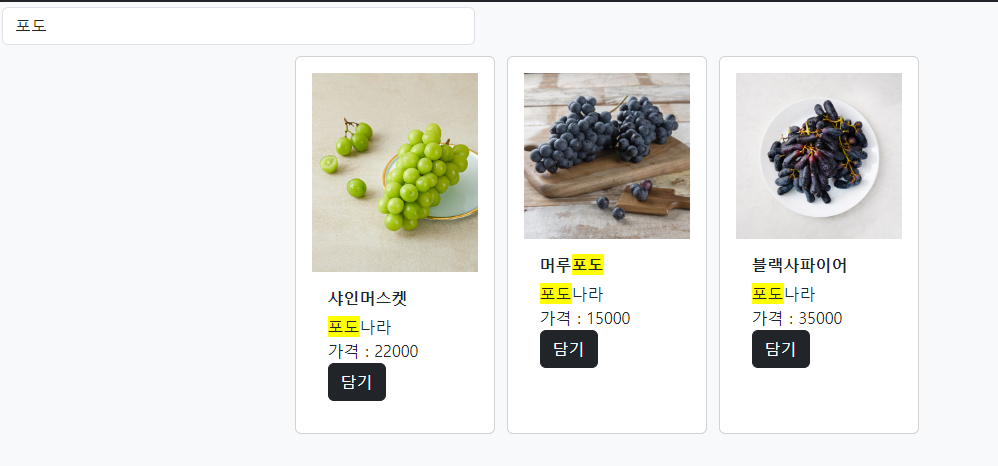 포도
샤인머스켓
포도나라
가격 : 22000
담기
머루포도
포도나라
가격 : 15000
담기
블랙사파이어
포도나라
가격 : 35000
담기